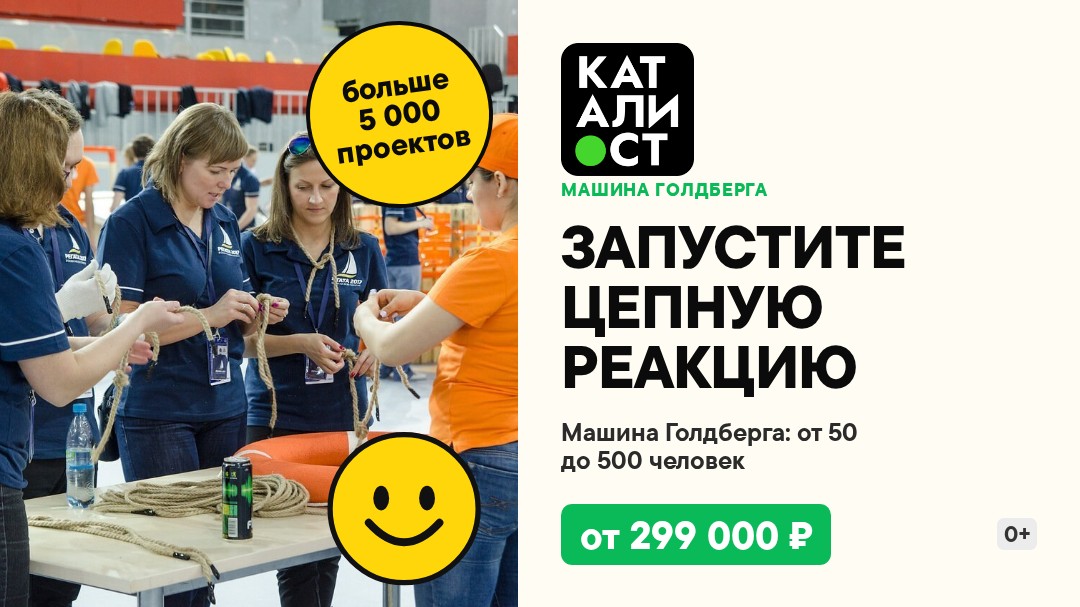 больше
5 000
проектов
КАТ
АЛИ
СТ
МАШИНА ГОЛДБЕРГА
ЗАПУСТИТЕ
ЦЕПНУЮ
РЕАКЦИЮ
Машина Голдберга: от 50
до 500 человек
от 299 000 ₽
0+